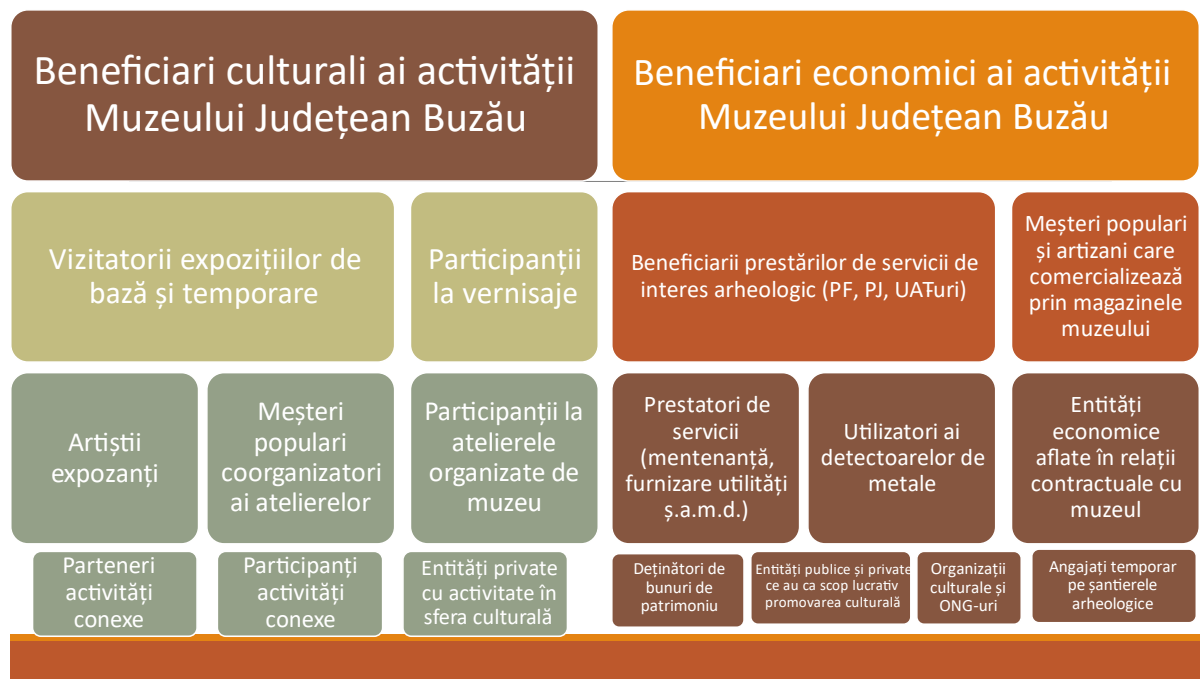 Beneficiari culturali ai activității
Muzeului Județean Buzău
Beneficiari economici ai activității
Muzeului Județean Buzău
Vizitatorii expozițiilor de
bază și temporare
Participanții
la vernisaje
Beneficiarii prestărilor de servicii de
interes arheologic (PF, PJ, UAT-uri)
Meșteri populari
și artizani care
comercializează
prin magazinele
muzeului
Artiștii
expozanți
Meșteri
populari
coorganizatori
ai atelierelor
Participanții la
atelierele
organizate de
muzeu
Prestatori de
servicii
(mentenanță,
furnizare utilități
ș.a.m.d.)
Utilizatori ai
detectoarelor de
metale
Entități
economice
aflate în relații
contractuale cu
muzeul
Parteneri
activități
conexe
Participanți
activități
conexe
Entități private
cu activitate în
sfera culturală
Deținători de
bunuri de
patrimoniu
Entități publice și private
ce au ca scop lucrativ
promovarea culturală
Organizații
culturale și
ONG-uri
Angajați temporar
pe șantierele
arheologice